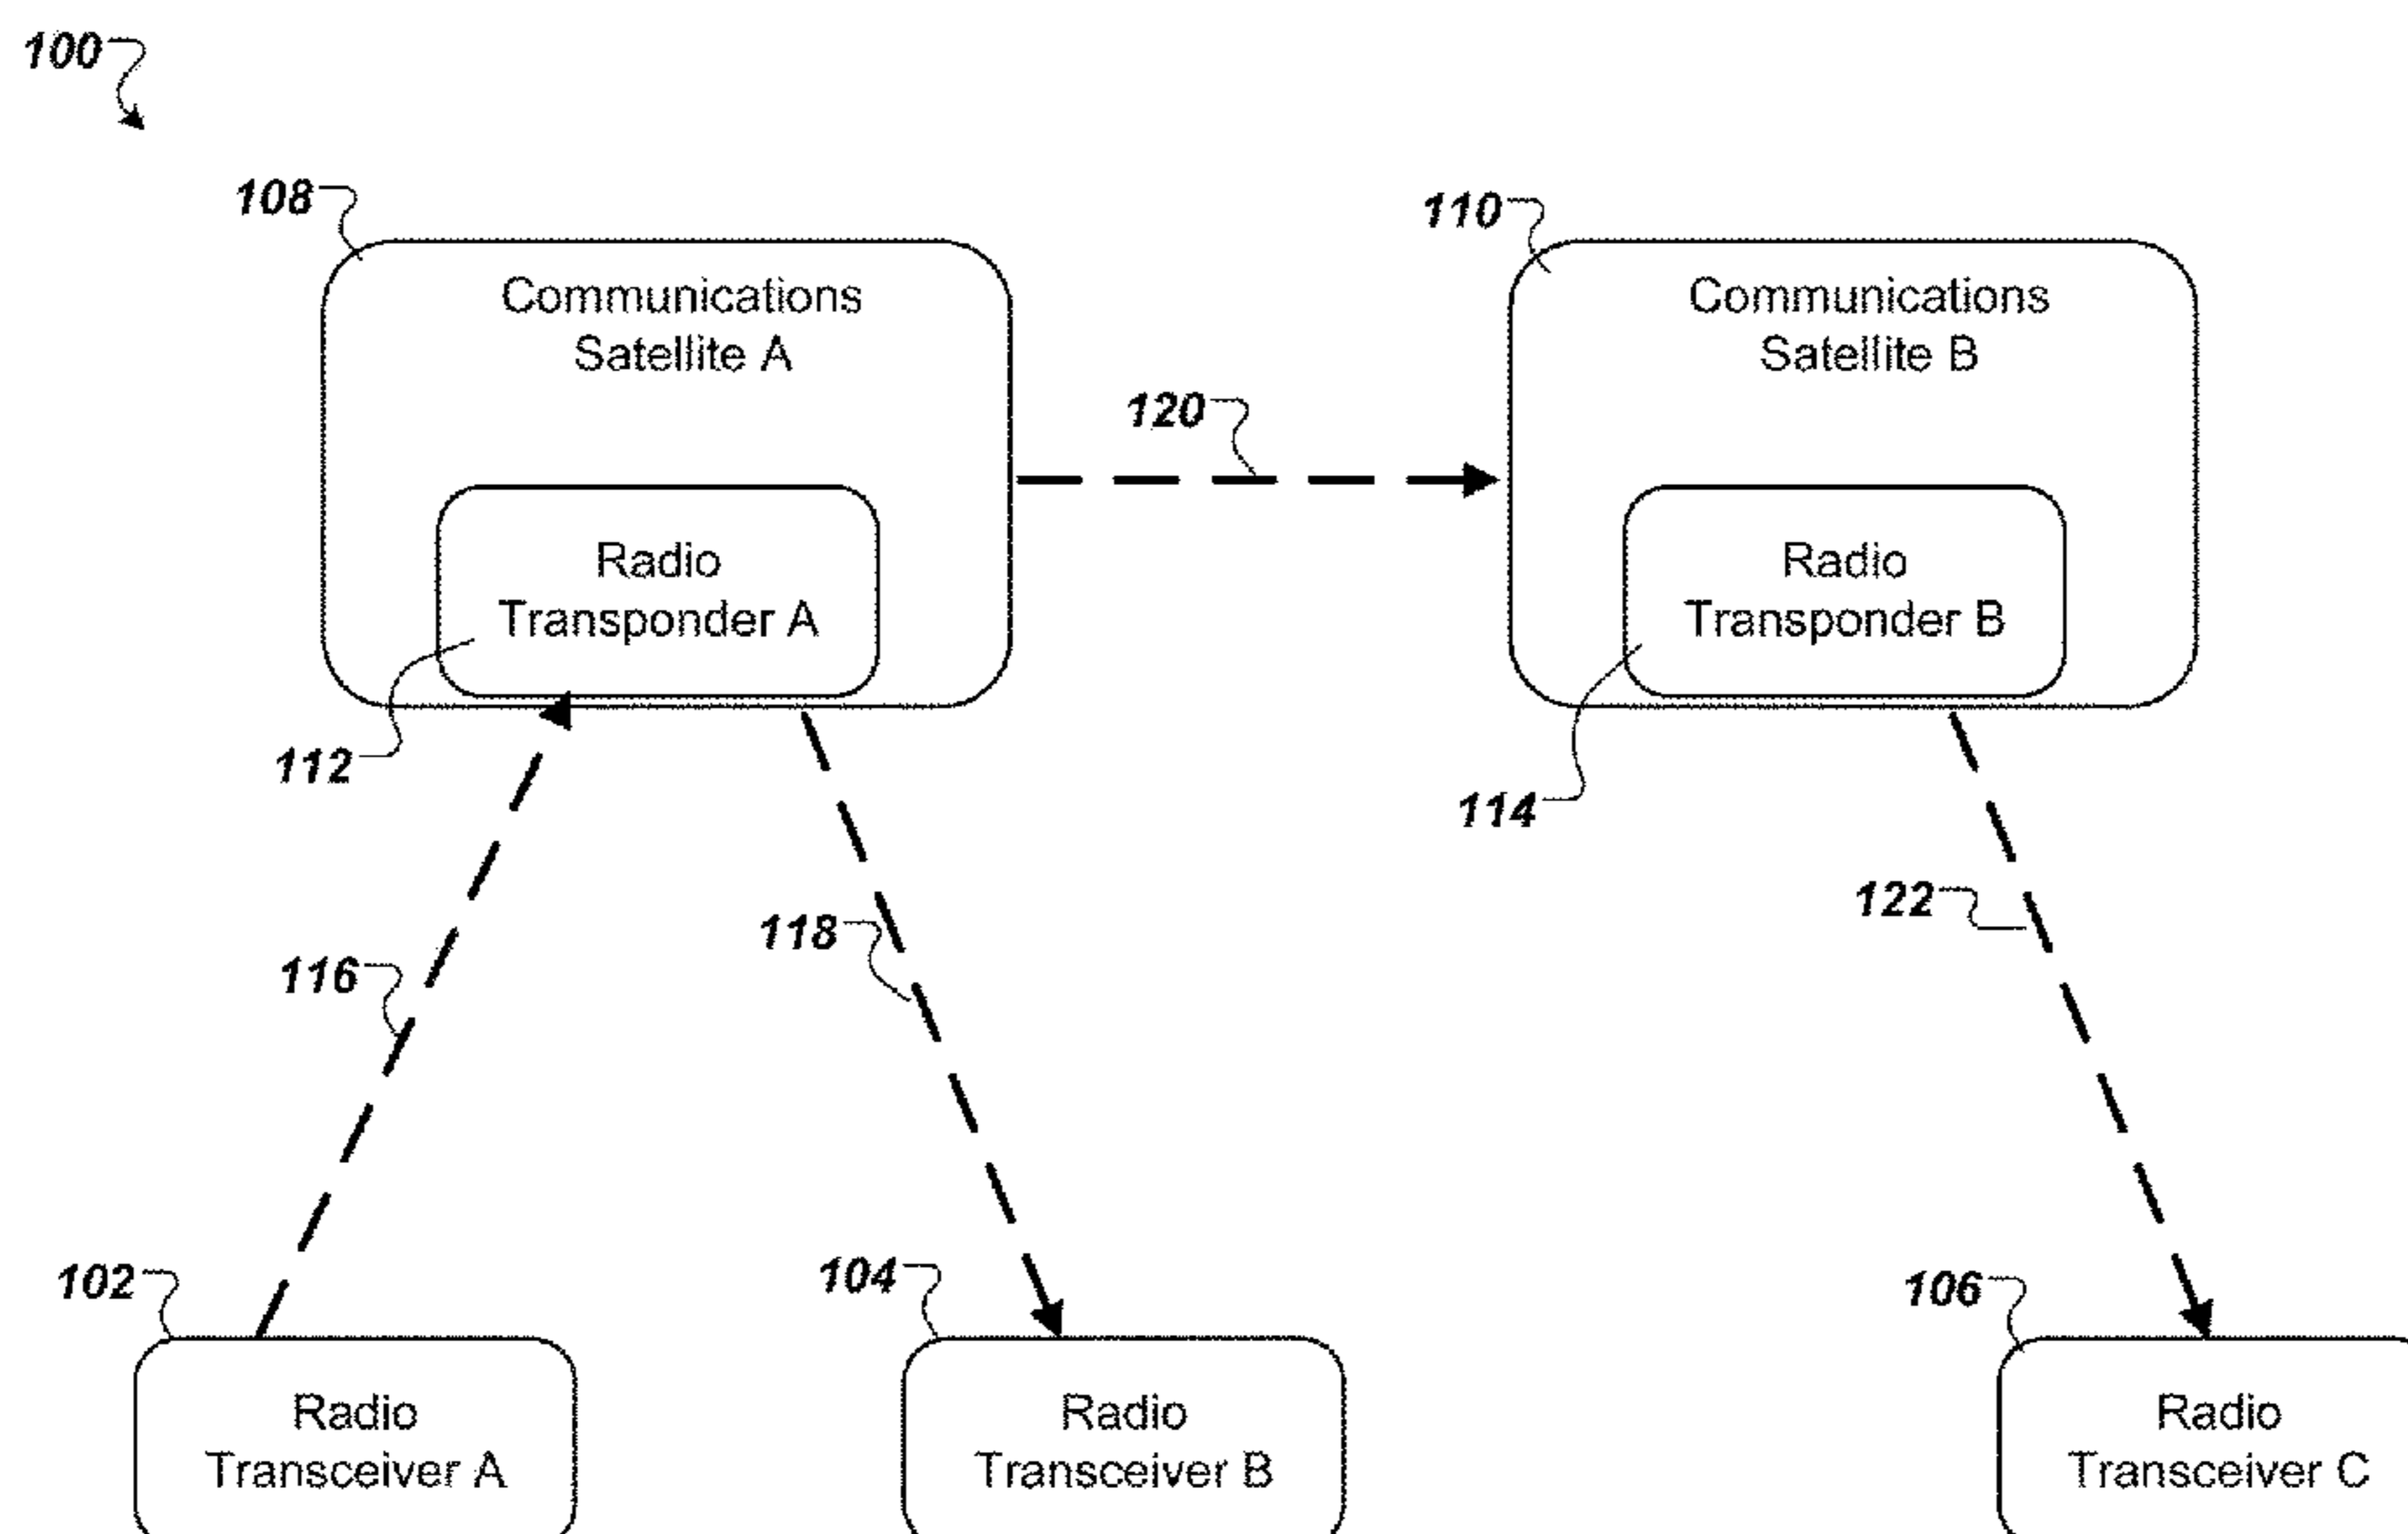 100
108
110
Communications
Satellite A
Communications
Satellite B
120
Radio
Transponder A
Radio
Transponder B
112
114
122
118
116
102
104
106
Radio
Transceiver A
Radio
Transceiver B
Radio
Transceiver C